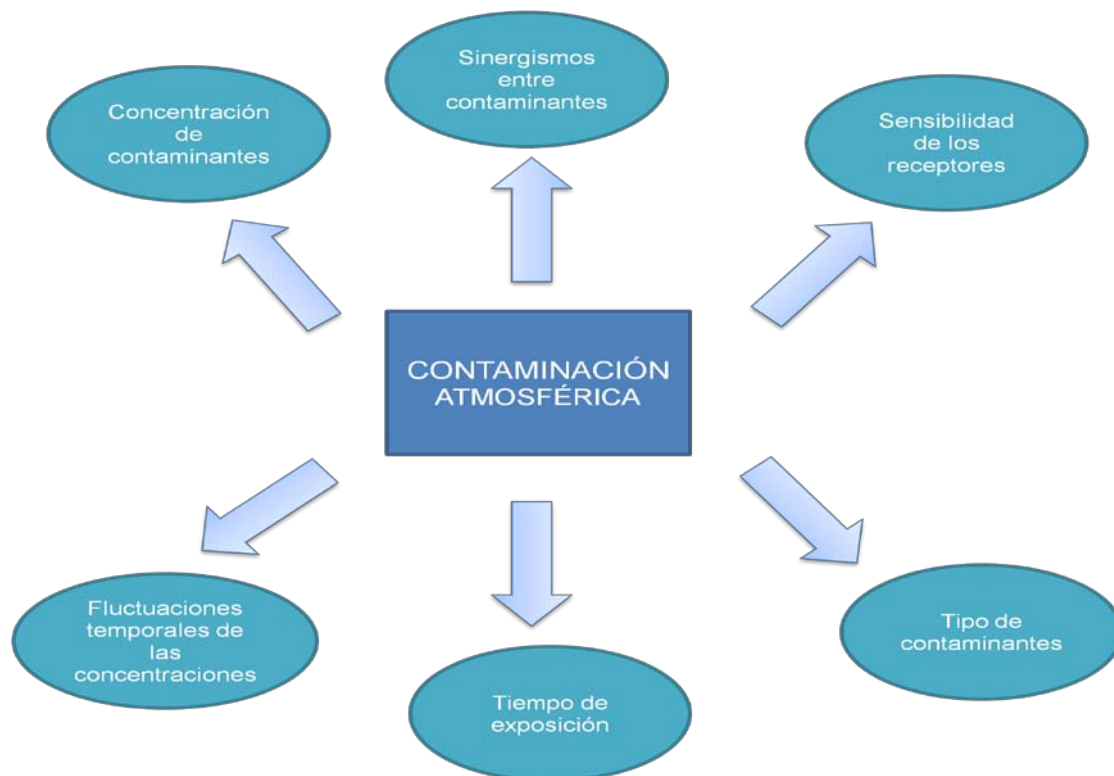 Sinergismos
entre
contaminantes
Concentración
de
contaminantes
Sensibilidad
de los
receptores
CONTAMINACIÓN
ATMOSFÉRICA
Fluctuaciones
temporales de
las
concentraciones
Tiempo de
exposición
Tipo de
contaminantes